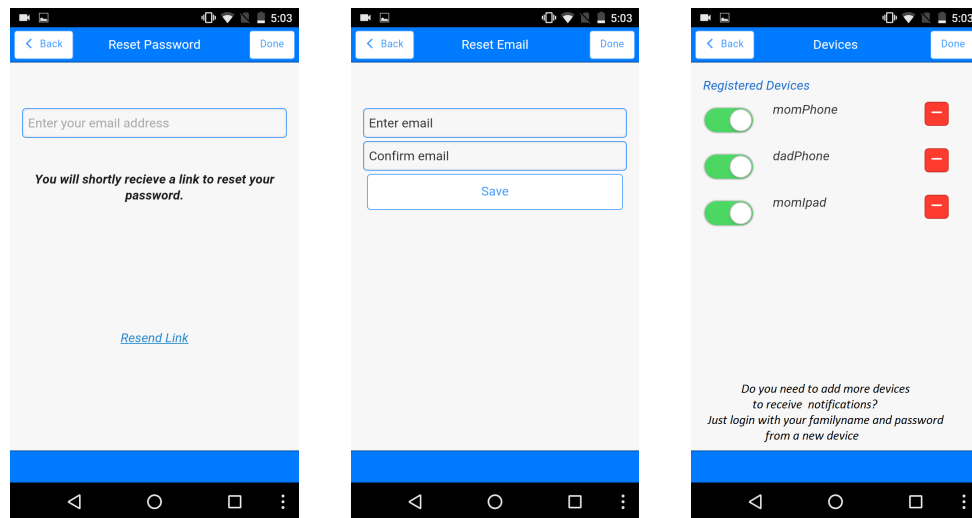 5:03
Back Reset Password Done
Enter your email address
You will shortly recieve a link to reset your
password.
Resend Link
5:03
Back Reset Email Done
Enter email
Confirm email
Save
5:03
Back Devices Done
Registered Devices
momPhone
dadPhone
momIpad
Do you need to add more devices
to receive notifications?
Just login with your familyname and password
from a new device